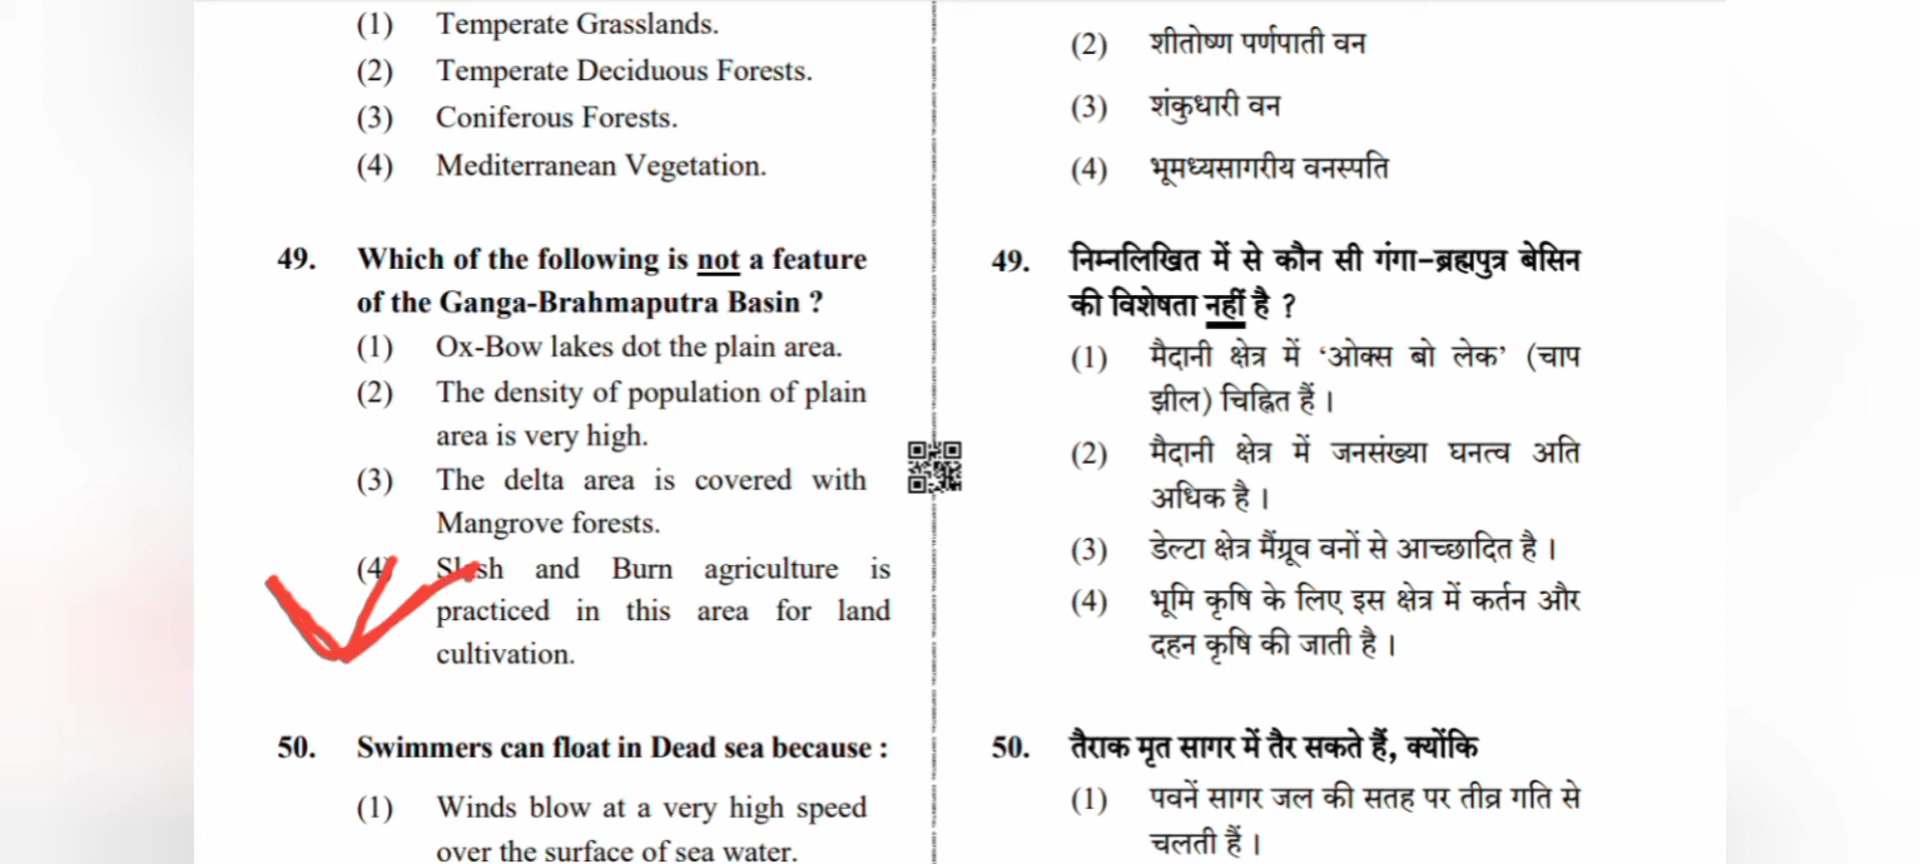 (1) Temperate Grasslands.
(2) Temperate Deciduous Forests.
(3) Coniferous Forests.
(4) Mediterranean Vegetation.
49. Which of the following is not a feature
of the Ganga-Brahmaputra Basin ?
(1) Ox-Bow lakes dot the plain area.
(2) The density of population of plain
area is very high.
(3) The delta area is covered with
Mangrove forests.
(4) Slash and Burn agriculture is
practiced in this area for land
cultivation.
50. Swimmers can float in Dead sea because :
(1) Winds blow at a very high speed
over the surface of sea water.
(2) शीतोष्ण पर्णपाती वन
(3) शंकुधारी वन
(4) भूमध्यसागरीय वनस्पति
49. निम्नलिखित में से कौन सी गंगा-ब्रह्मपुत्र बेसिन
की विशेषता नहीं है ?
(1) मैदानी क्षेत्र में ‘ओक्स बो लेक’ (चाप
झील) चिह्नित हैं ।
(2) मैदानी क्षेत्र में जनसंख्या घनत्व अति
अधिक है ।
(3) डेल्टा क्षेत्र मैंग्रूव वनों से आच्छादित है ।
(4) भूमि कृषि के लिए इस क्षेत्र में कर्तन और
दहन कृषि की जाती है ।
50. तैराक मृत सागर में तैर सकते हैं, क्योंकि
(1) पवनें सागर जल की सतह पर तीव्र गति से
चलती हैं ।